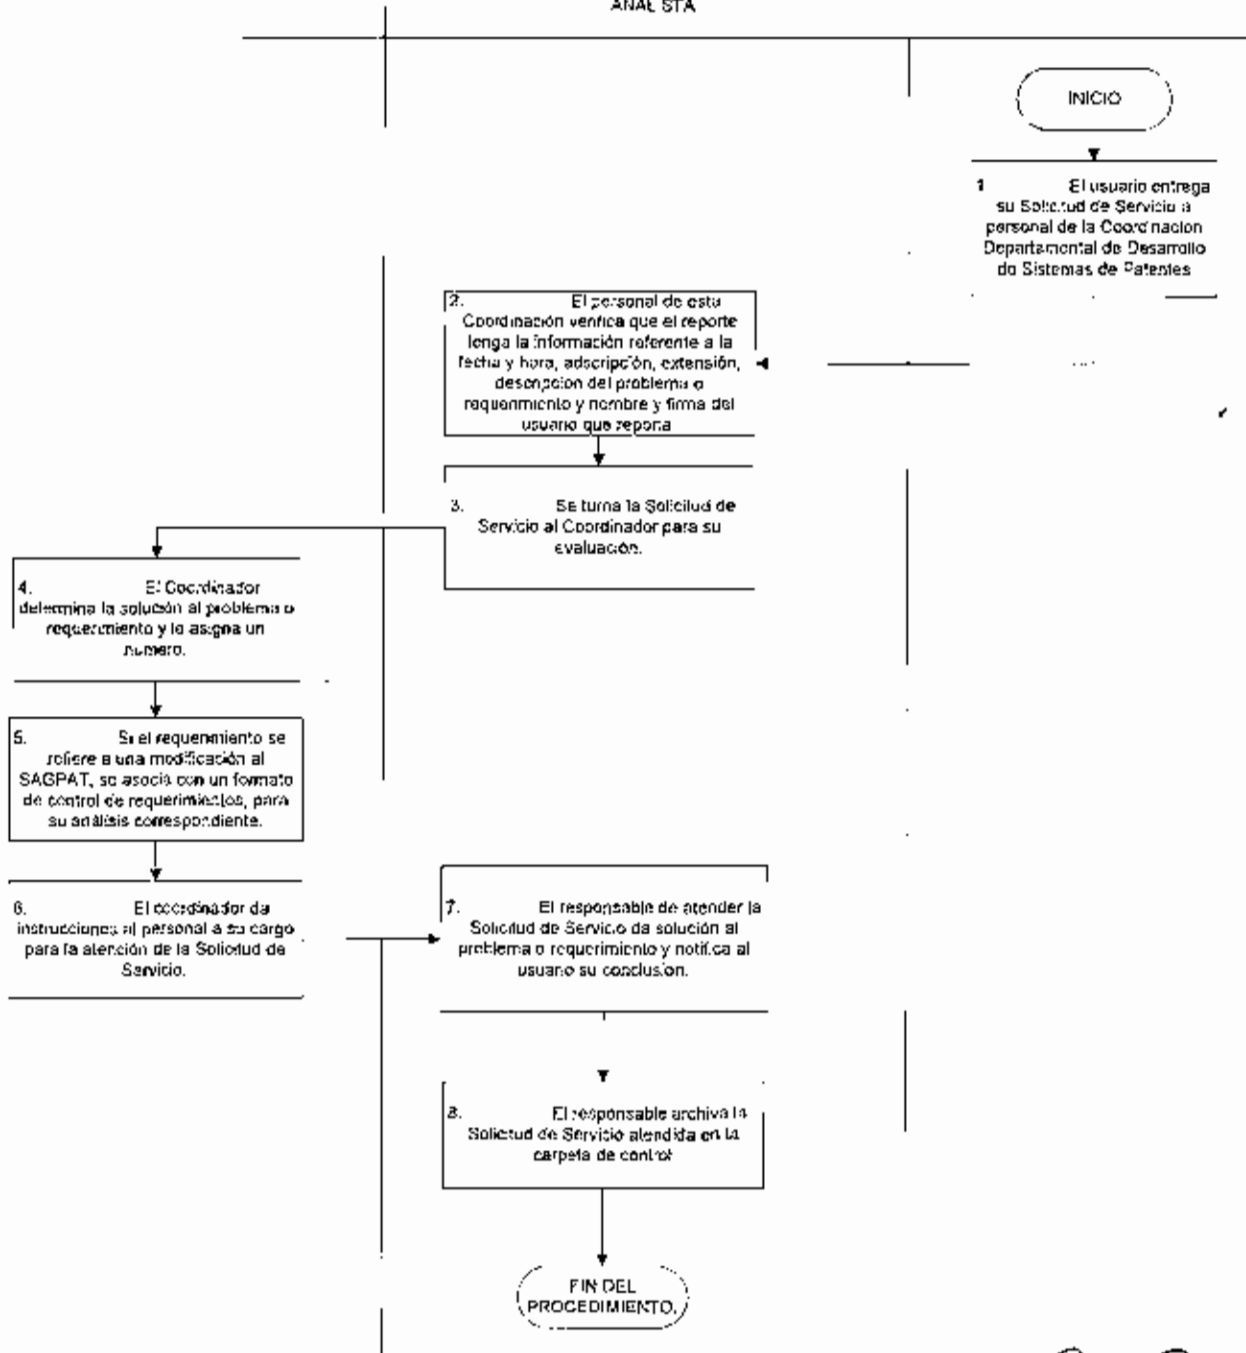 ANALISTA
INICIO
1 El usuario entrega
su Solicitud de Servicio a
personal de la Coordinación
Departamental de Desarrollo
de Sistemas de Patentes
2. El personal de esta
Coordinación verifica que el reporte
tenga la información referente a la
fecha y hora, adscripción, extensión,
descripción del problema o
requerimiento y nombre y firma del
usuario que reporta
3. Se turna la Solicitud de
Servicio al Coordinador para su
evaluación.
4. El Coordinador
determina la solución al problema o
requerimiento y le asigna un
numero.
5. Si el requerimiento se
refiere a una modificación al
SAGPAT, se asocia con un formato
de control de requerimientos, para
su análisis correspondiente.
6. El coordinador da
instrucciones al personal a su cargo
para la atención de la Solicitud de
Servicio.
7. El responsable de atender la
Solicitud de Servicio da solución al
problema o requerimiento y notifica al
usuario su conclusion.
8. El responsable archiva la
Solicitud de Servicio atendida en la
carpeta de control
FIN DEL
PROCEDIMIENTO.